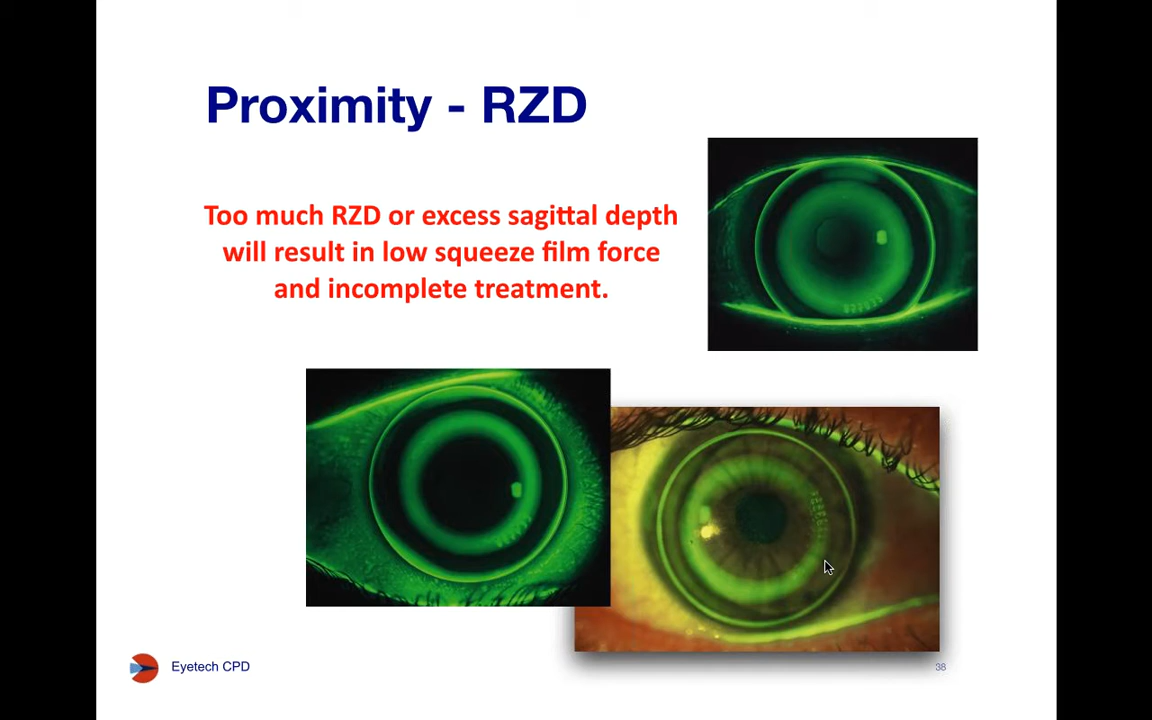 Proximity - RZD
Too much RZD or excess sagittal depth
will result in low squeeze film force
and incomplete treatment.
Eyetech CPD
38